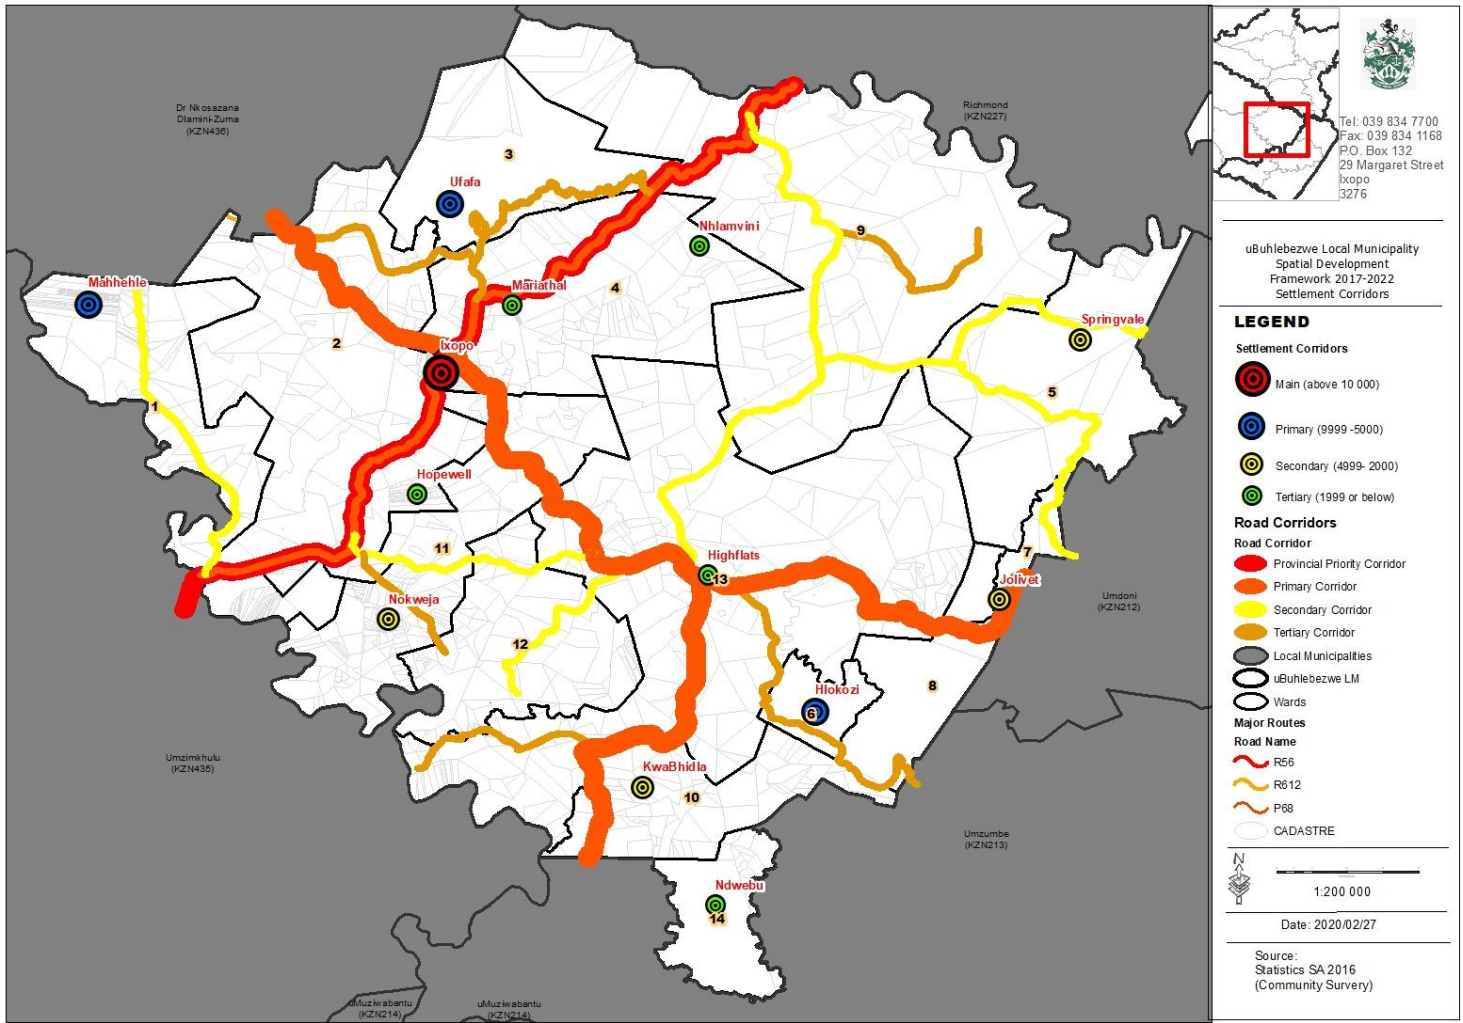 Dr Nkosazana
Dlamini-Zuma
(KZN436)
Richmond
(KZN227)
3
Ufafa
Nhlamvini
9
Mahhehle
Mariathal
4
Springvale
2
Ixopo
1
5
Hopewell
11
7
Highflats
13
Jolivet
Nokweja
Umdoni
(KZN212)
12
8
Hlokozi
6
Umzimkhulu
(KZN435)
KwaBhidla
10
Umzumbe
(KZN213)
Ndwebu
14
uMuziwabantu
(KZN214)
uMuziwabantu
(KZN214)
Tel: 039 834 7700
Fax: 039 834 1168
P.O. Box 132
29 Margaret Street
Ixopo
3276
uBuhlebezwe Local Municipality
Spatial Development
Framework 2017-2022
Settlement Corridors
LEGEND
Settlement Corridors
Main (above 10 000)
Primary (9999 -5000)
Secondary (4999- 2000)
Tertiary (1999 or below)
Road Corridors
Road Corridor
Provincial Priority Corridor
Primary Corridor
Secondary Corridor
Tertiary Corridor
Local Municipalities
uBuhlebezwe LM
Wards
Major Routes
Road Name
R56
R612
P68
CADASTRE
N
1:200 000
Date: 2020/02/27
Source:
Statistics SA 2016
(Community Survery)